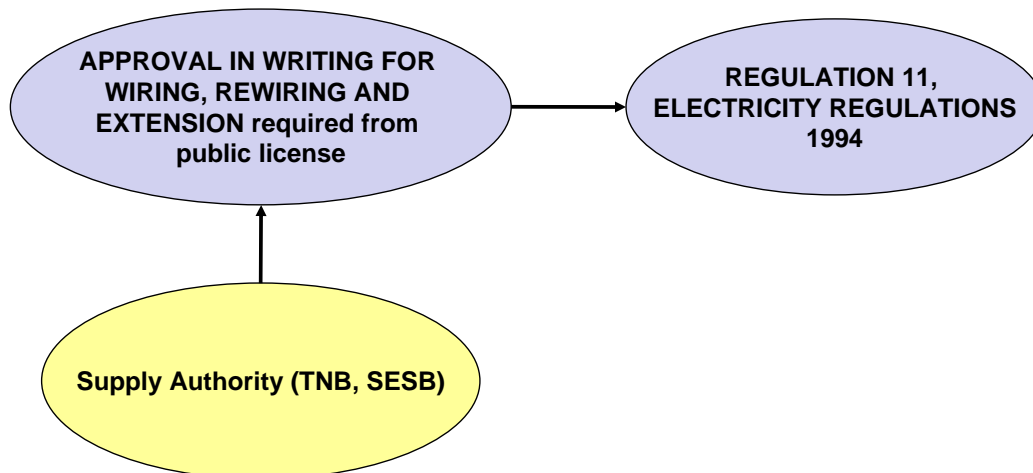 APPROVAL IN WRITING FOR
WIRING, REWIRING AND
EXTENSION required from
public license
REGULATION 11,
ELECTRICITY REGULATIONS
1994
Supply Authority (TNB, SESB)